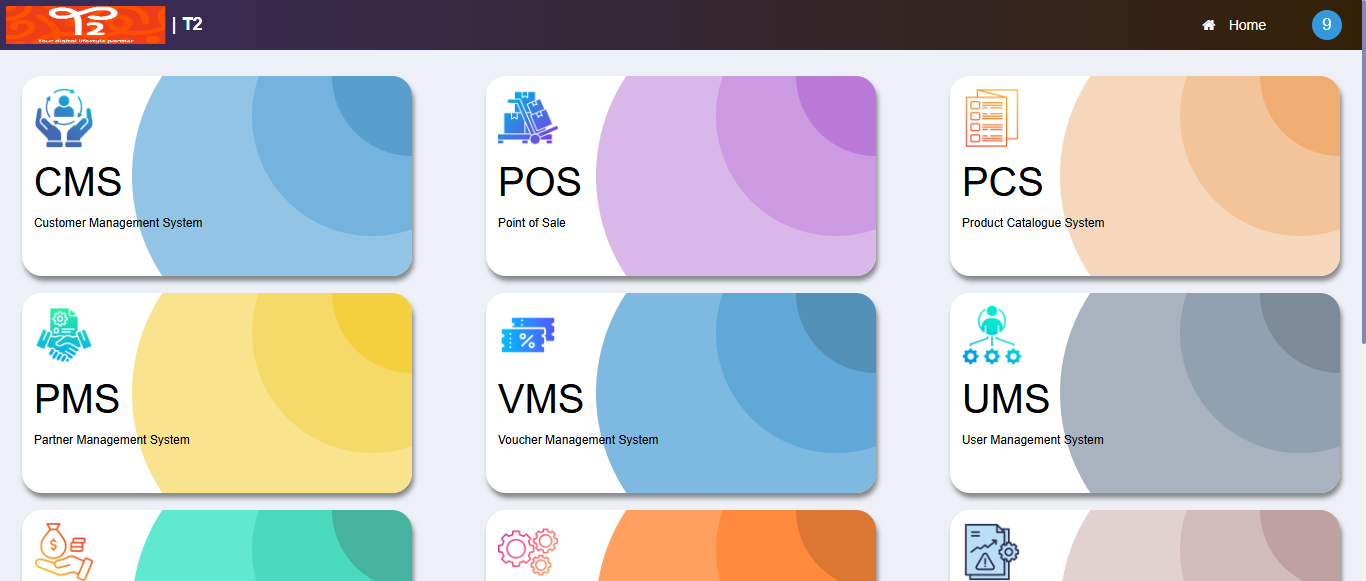 T2
Your digital lifestyle partner
| T2
Home
9
CMS
Customer Management System
POS
Point of Sale
PCS
Product Catalogue System
PMS
Partner Management System
VMS
Voucher Management System
UMS
User Management System